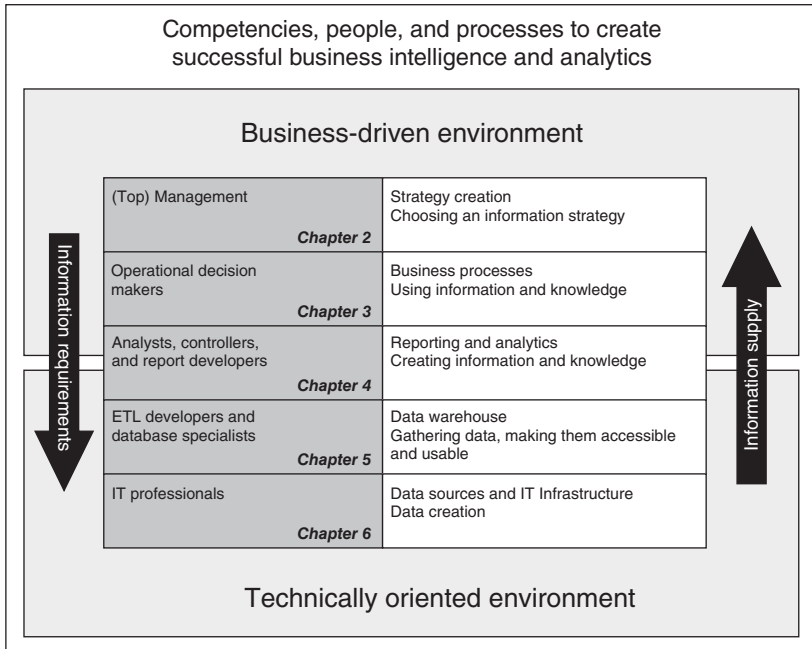 Competencies, people, and processes to create
successful business intelligence and analytics
Business-driven environment
(Top) Management
Chapter 2
Strategy creation
Choosing an information strategy
Operational decision
makers
Chapter 3
Business processes
Using information and knowledge
Analysts, controllers,
and report developers
Chapter 4
Reporting and analytics
Creating information and knowledge
ETL developers and
database specialists
Chapter 5
Data warehouse
Gathering data, making them accessible
and usable
IT professionals
Chapter 6
Data sources and IT Infrastructure
Data creation
Information requirements
Information supply
Technically oriented environment